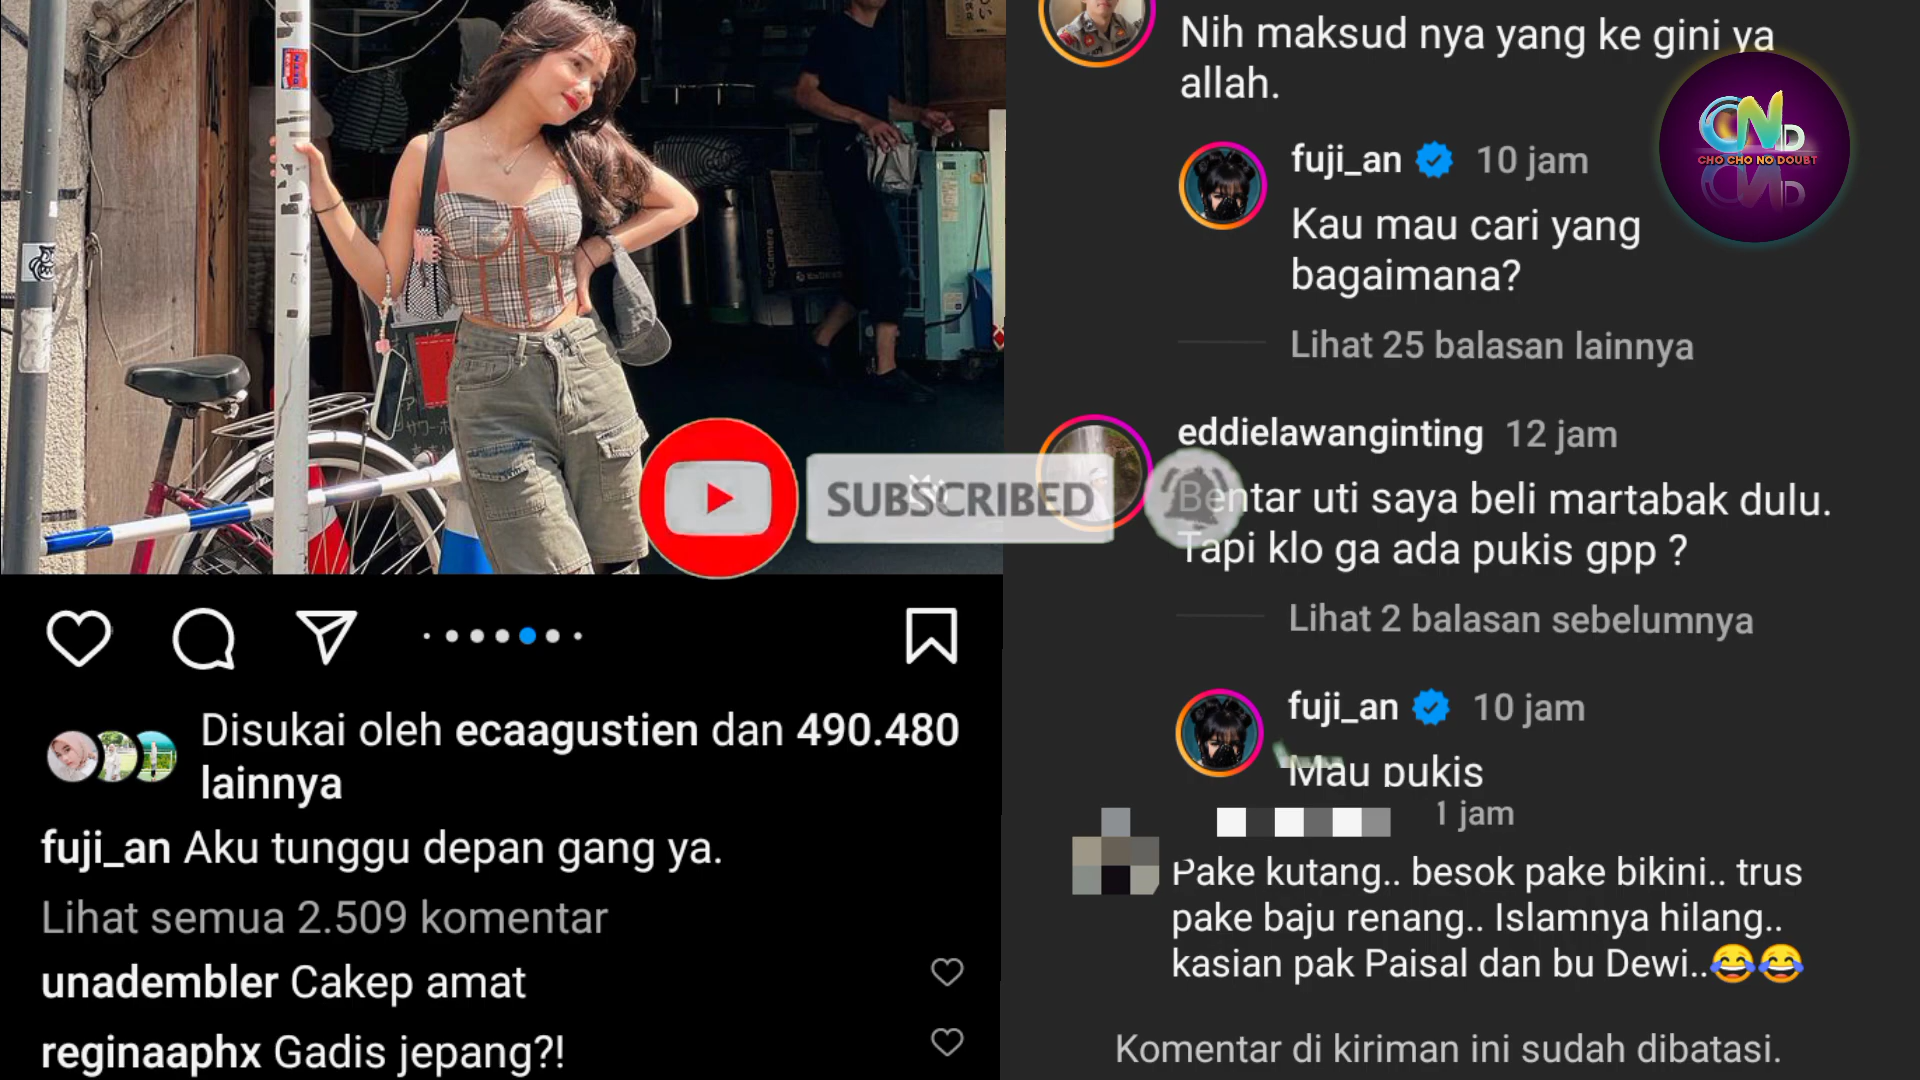 Disukai oleh ecaagustien dan 490.480
lainnya
fuji_an Aku tunggu depan gang ya.
Lihat semua 2.509 komentar
unadembler Cakep amat
reginaaphx Gadis jepang?!
SUBSCRIBED
Nih maksud nya yang ke gini ya
allah.
CND
CHO CHO NO DOUBT
fuji_an 10 jam
Kau mau cari yang
bagaimana?
Lihat 25 balasan lainnya
eddielawanginting 12 jam
Bentar uti saya beli martabak dulu.
Tapi klo ga ada pukis gpp ?
Lihat 2 balasan sebelumnya
fuji_an 10 jam
Mau pukis
1 jam
Pake kutang.. besok pake bikini.. trus
pake baju renang.. Islamnya hilang..
kasian pak Paisal dan bu Dewi..😂😂
Komentar di kiriman ini sudah dibatasi.